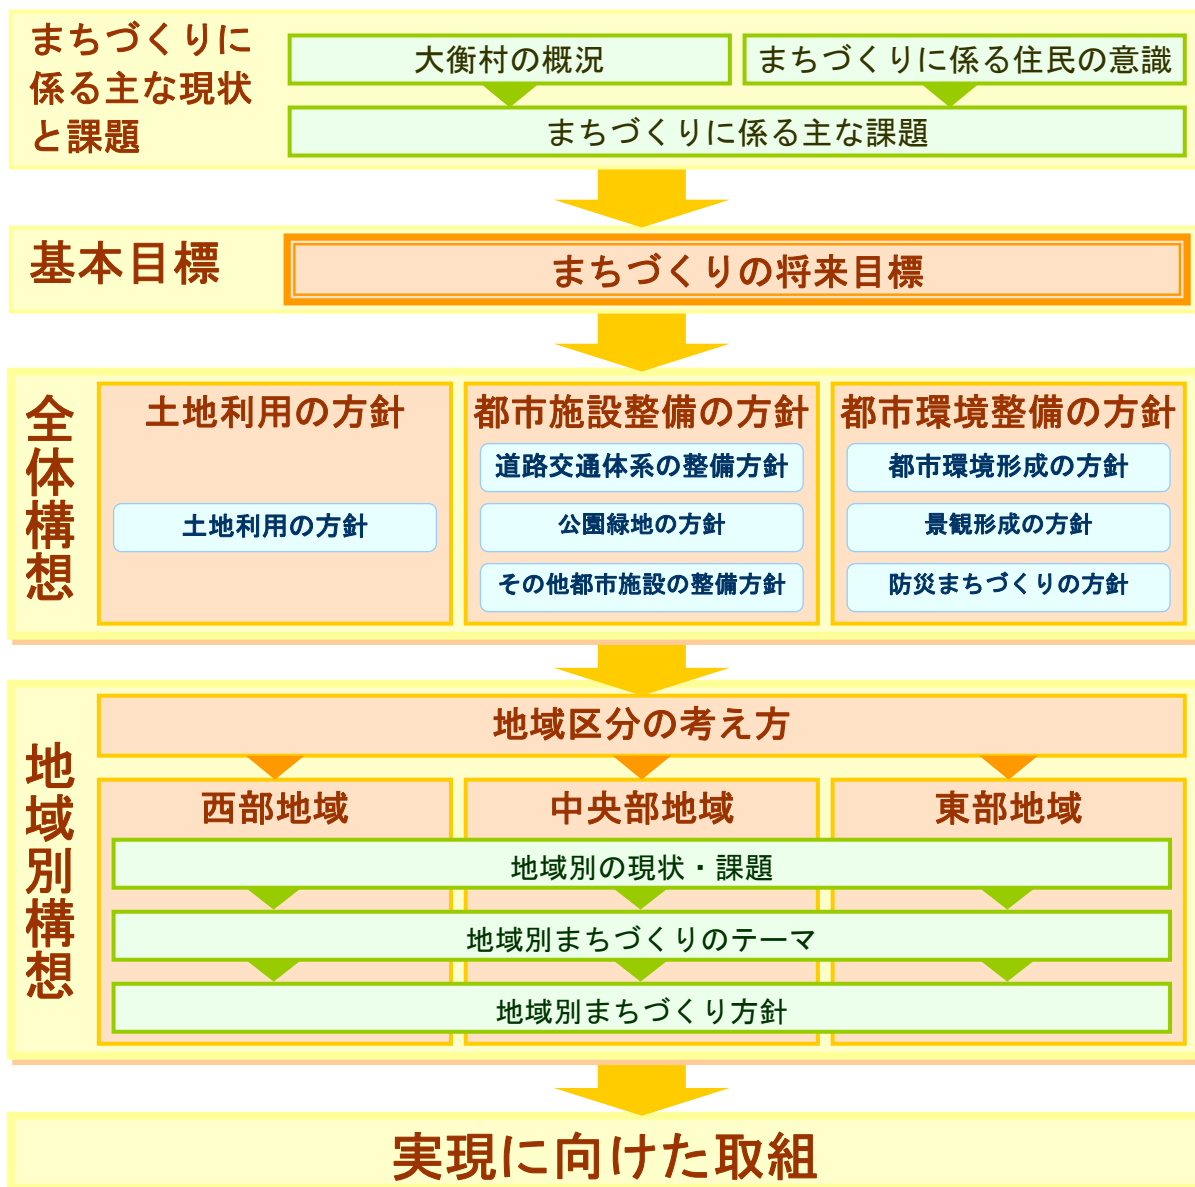 まちづくりに
係る主な現状
と課題
大衡村の概況
まちづくりに係る住民の意識
まちづくりに係る主な課題
基本目標
まちづくりの将来目標
全体構想
土地利用の方針
土地利用の方針
都市施設整備の方針
道路交通体系の整備方針
公園緑地の方針
その他都市施設の整備方針
都市環境整備の方針
都市環境形成の方針
景観形成の方針
防災まちづくりの方針
地域別構想
地域区分の考え方
西部地域
中央部地域
東部地域
地域別の現状・課題
地域別まちづくりのテーマ
地域別まちづくり方針
実現に向けた取組